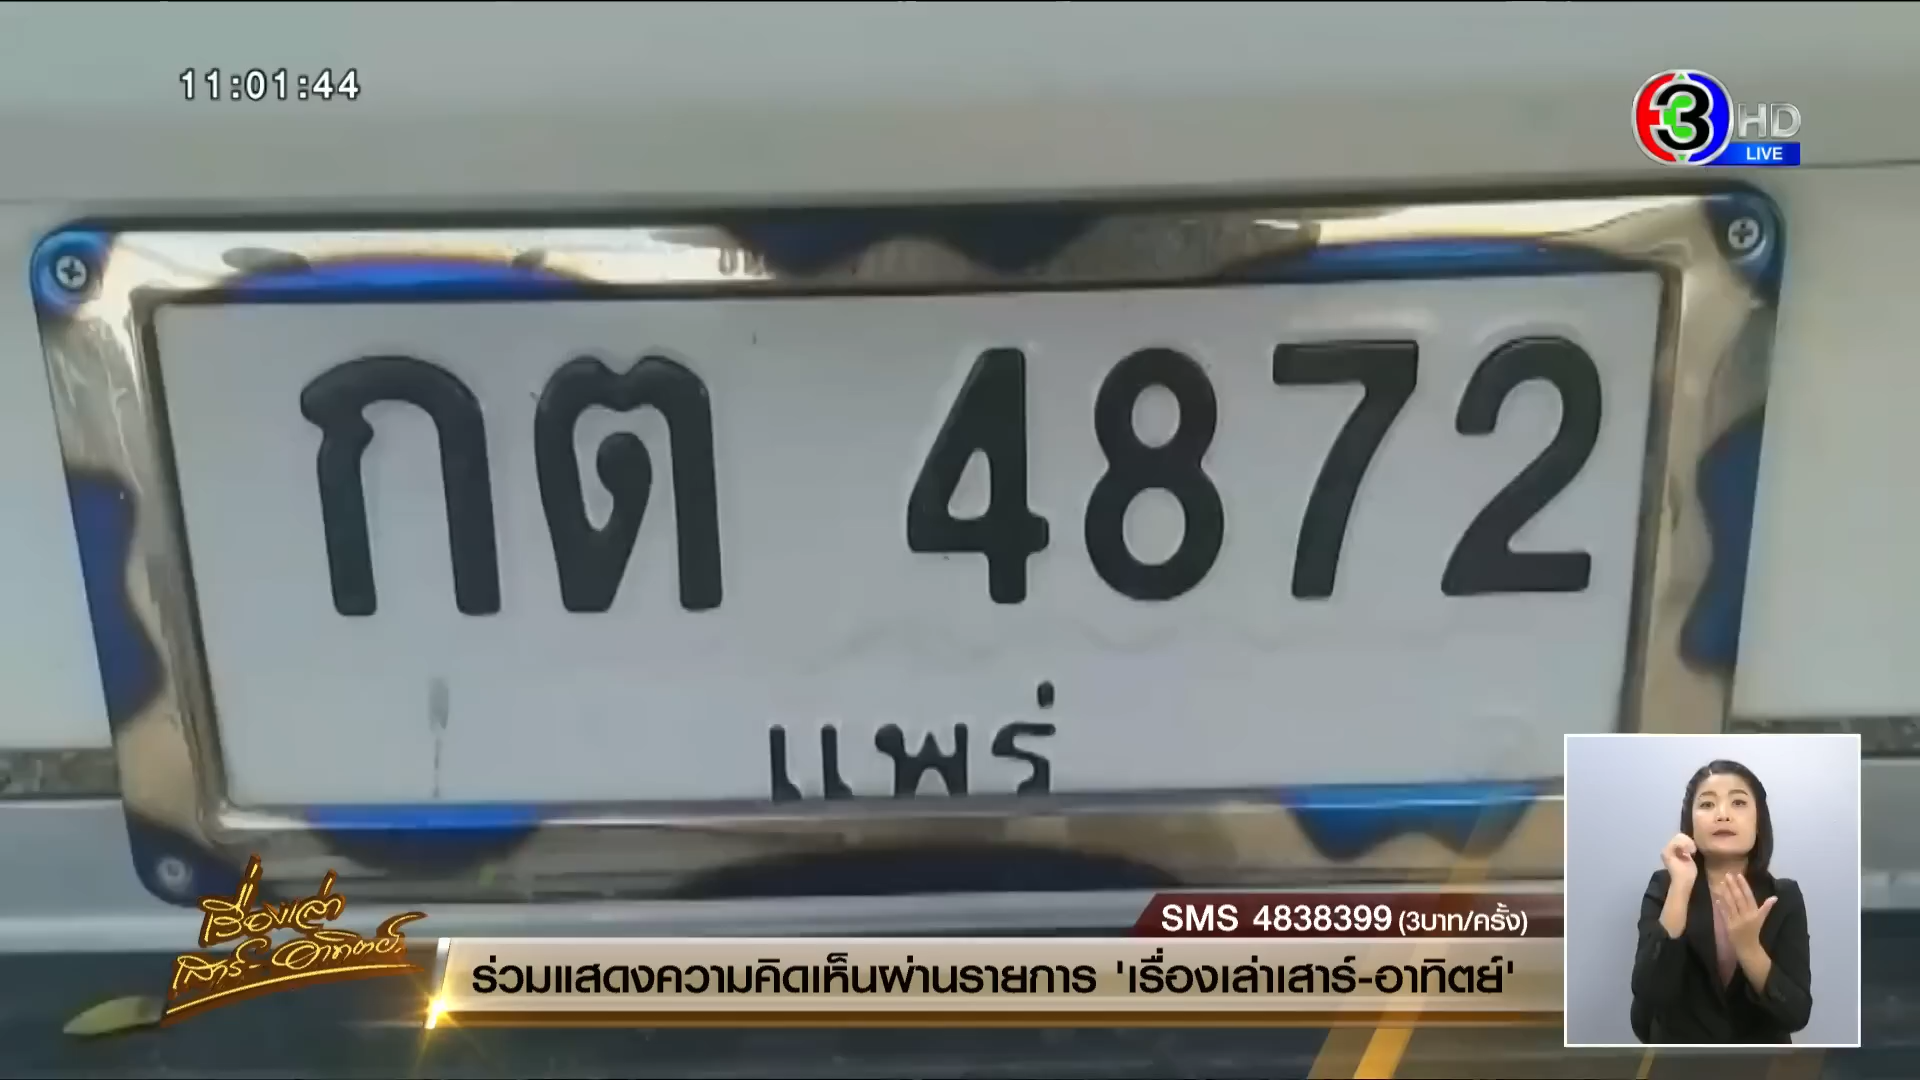 11:01:44
3 HD
LIVE
กต 4872
แพร่
เรื่องเล่า
เสาร์-อาทิตย์
SMS 4838399 (3บาท/ครั้ง)
ร่วมแสดงความคิดเห็นผ่านรายการ 'เรื่องเล่าเสาร์-อาทิตย์'